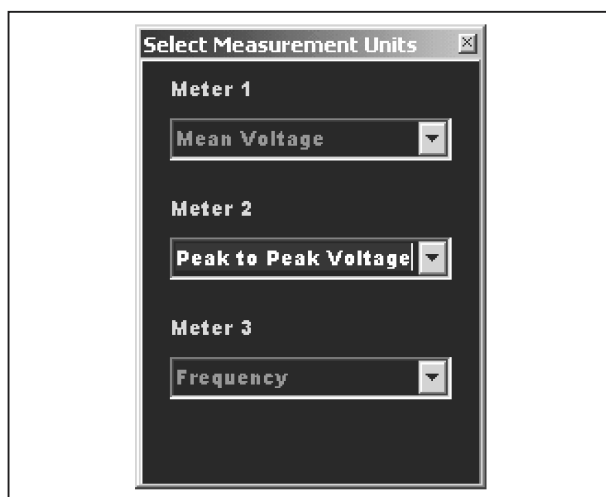 Select Measurement Units
Meter 1
Mean Voltage
Meter 2
Peak to Peak Voltage
Meter 3
Frequency